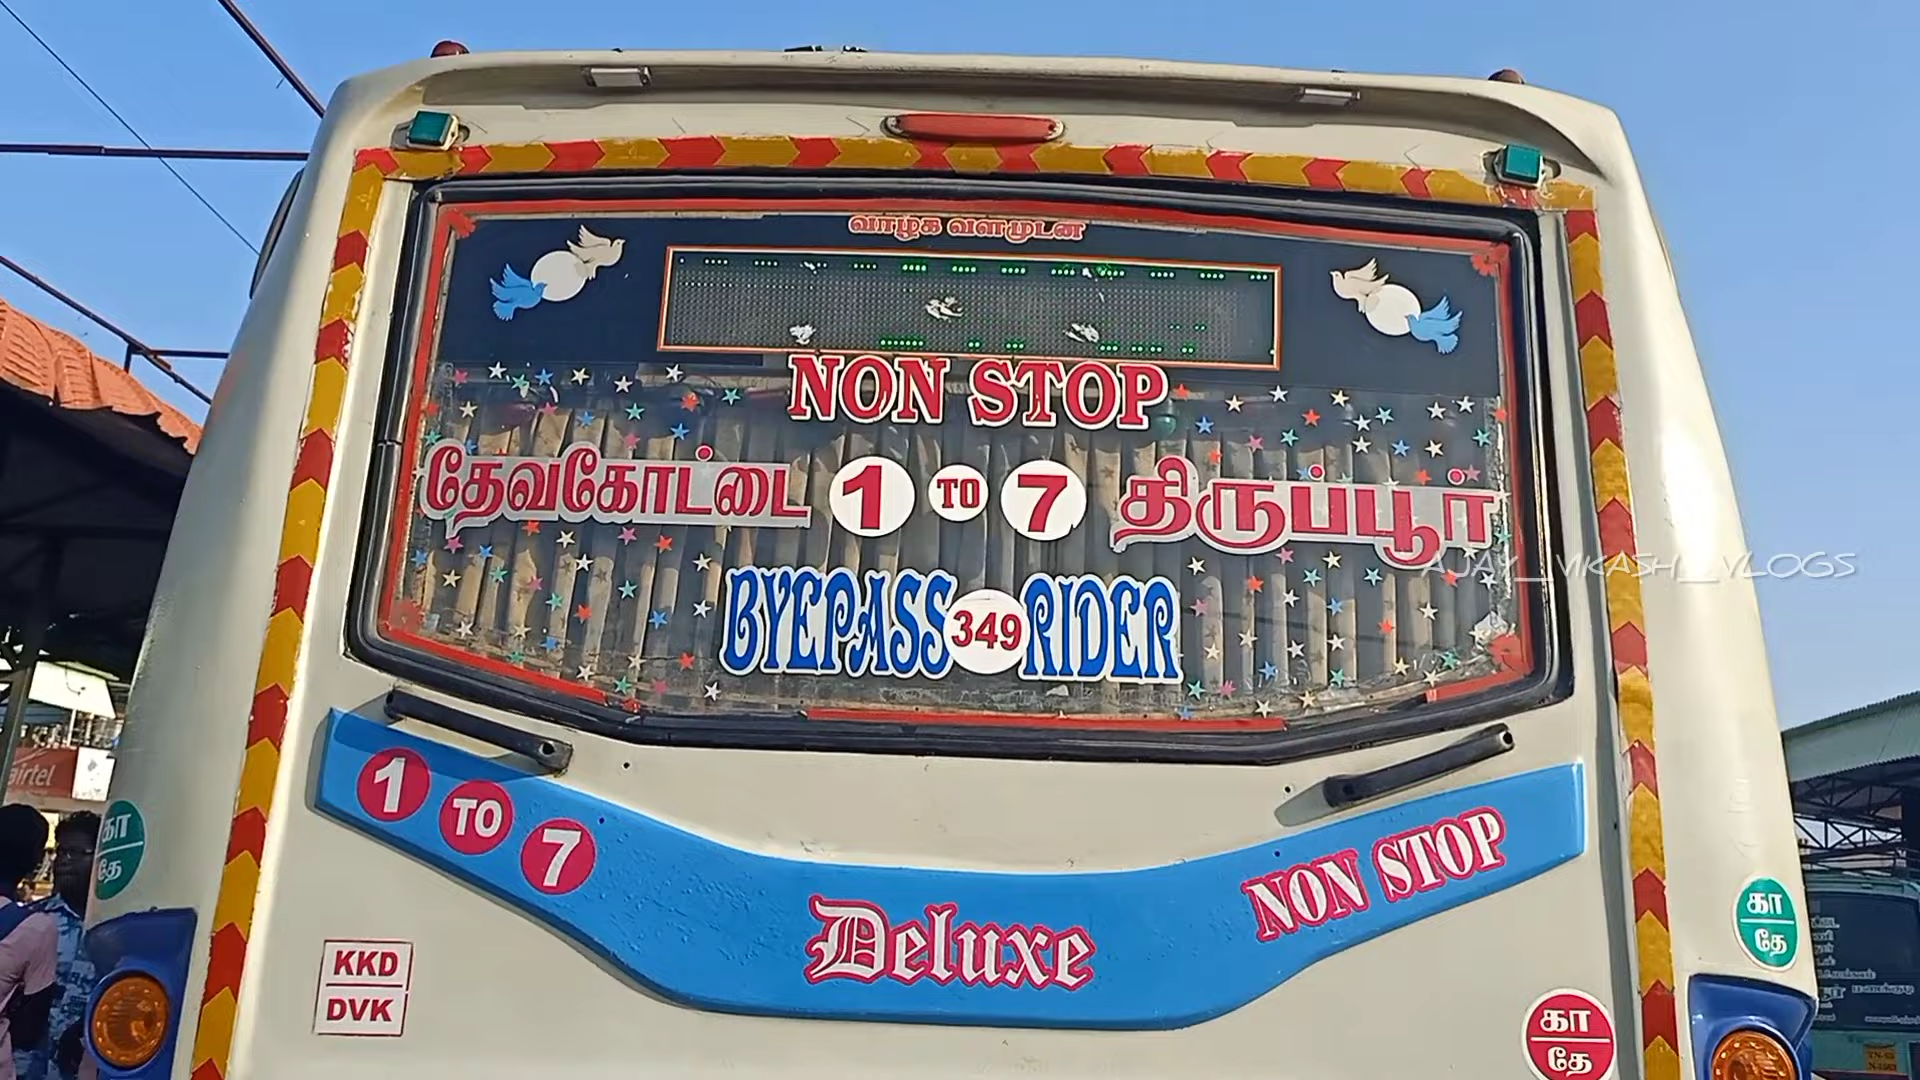 வாழ்க வளமுடன்
NON STOP
தேவகோட்டை 1 TO 7 திருப்பூர்
BYEPASS 349 RIDER
AJAY_VIKASH_VLOGS
1 TO 7
NON STOP
Deluxe
airtel
கா
தே
கா
தே
KKD
DVK
கா
தே